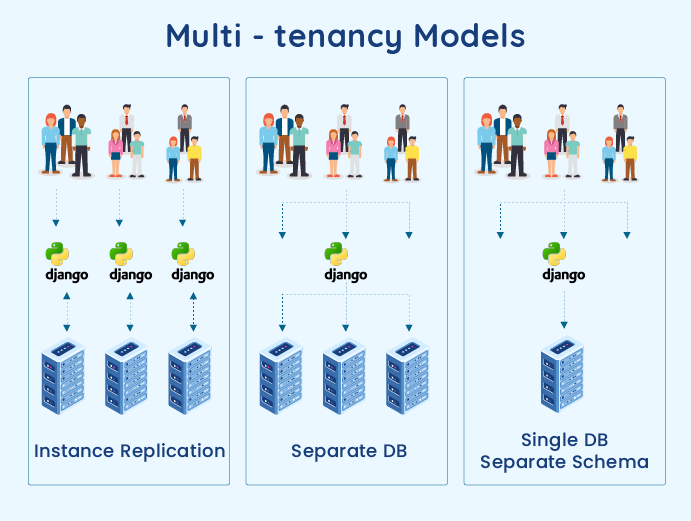 Multi - tenancy Models
django
django
django
Instance Replication
django
Separate DB
django
Single DB
Separate Schema